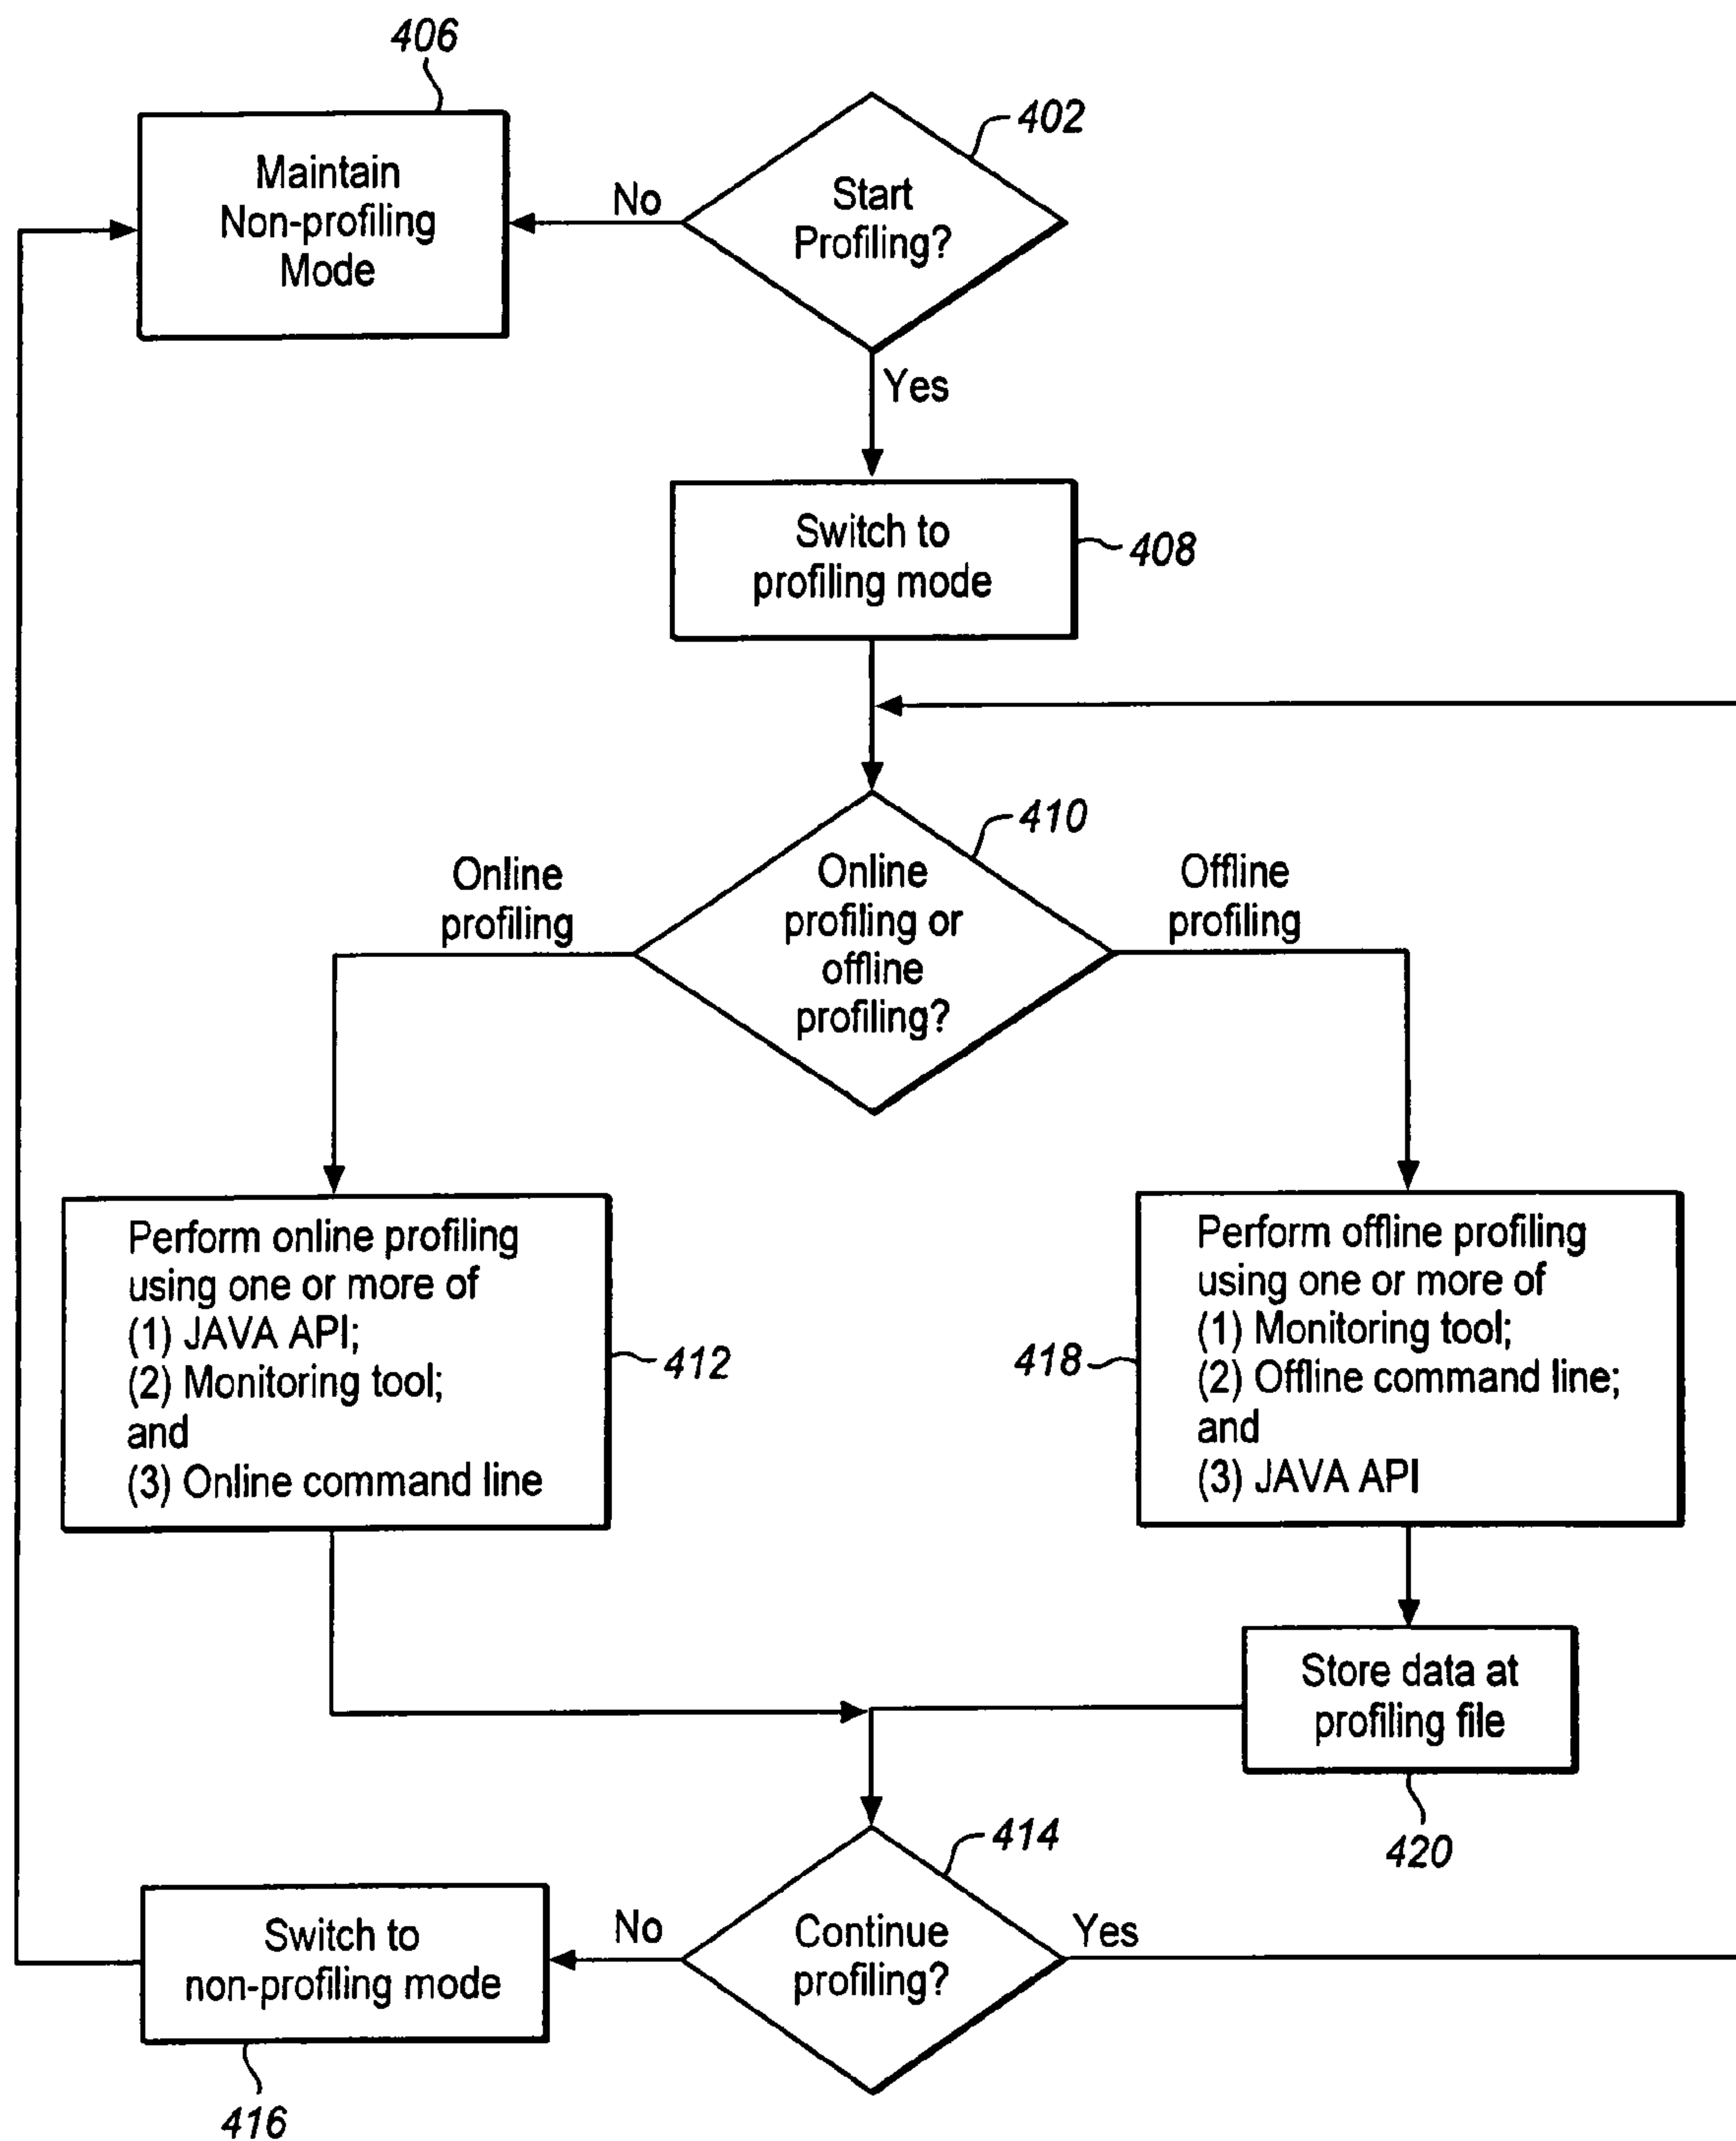 406
402
Maintain
Non-profiling
Mode
No
Start
Profiling?
Yes
Switch to
profiling mode
408
410
Online
profiling
Online
profiling or
offline
profiling?
Offline
profiling
Perform online profiling
using one or more of
(1) JAVA API;
(2) Monitoring tool;
and
(3) Online command line
412
418
Perform offline profiling
using one or more of
(1) Monitoring tool;
(2) Offline command line;
and
(3) JAVA API
Store data at
profiling file
420
414
Switch to
non-profiling mode
No
Continue
profiling?
Yes
416